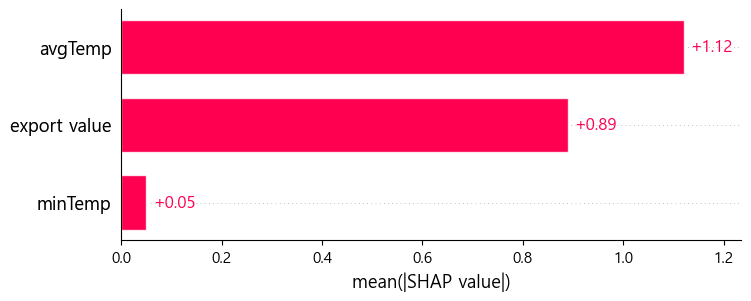 avgTemp
+1.12
export value
+0.89
minTemp
+0.05
0.0 0.2 0.4 0.6 0.8 1.0 1.2
mean(|SHAP value|)